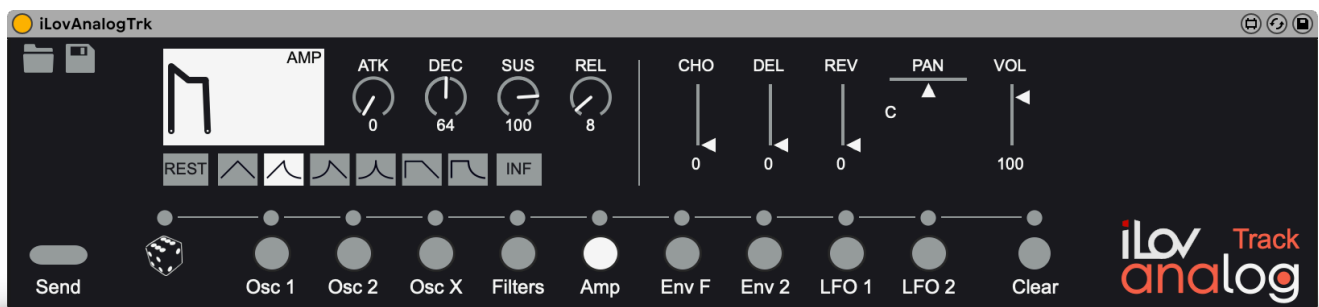 iLovAnalogTrk
AMP
ATK DEC SUS REL
0 64 100 8
REST INF
CHO DEL REV PAN VOL
C
0 0 0 100
Send Osc 1 Osc 2 Osc X Filters Amp Env F Env 2 LFO 1 LFO 2 Clear
iLov Track
analog